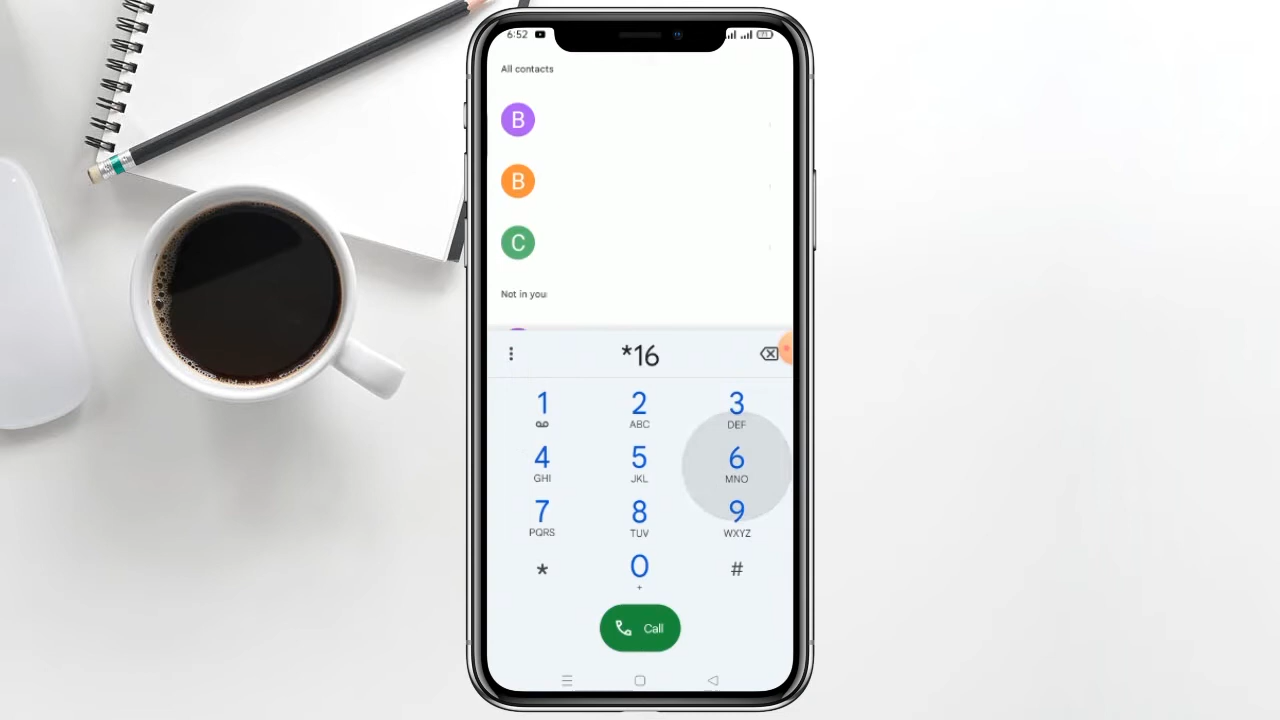 6:52
All contacts
B
B
C
Not in you
*16
1 2 3
ABC DEF
4 5 6
GHI JKL MNO
7 8 9
PQRS TUV WXYZ
* 0 #
+
Call